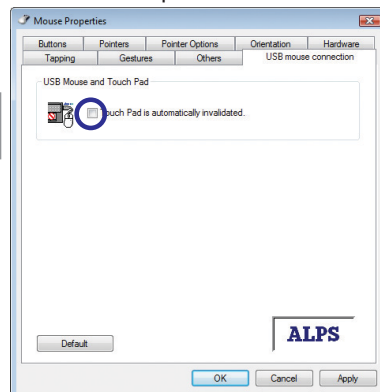 Mouse Properties
Buttons Pointers Pointer Options Orientation Hardware
Tapping Gestures Others USB mouse connection
USB Mouse and Touch Pad
Touch Pad is automatically invalidated.
ALPS
Default
OK Cancel Apply